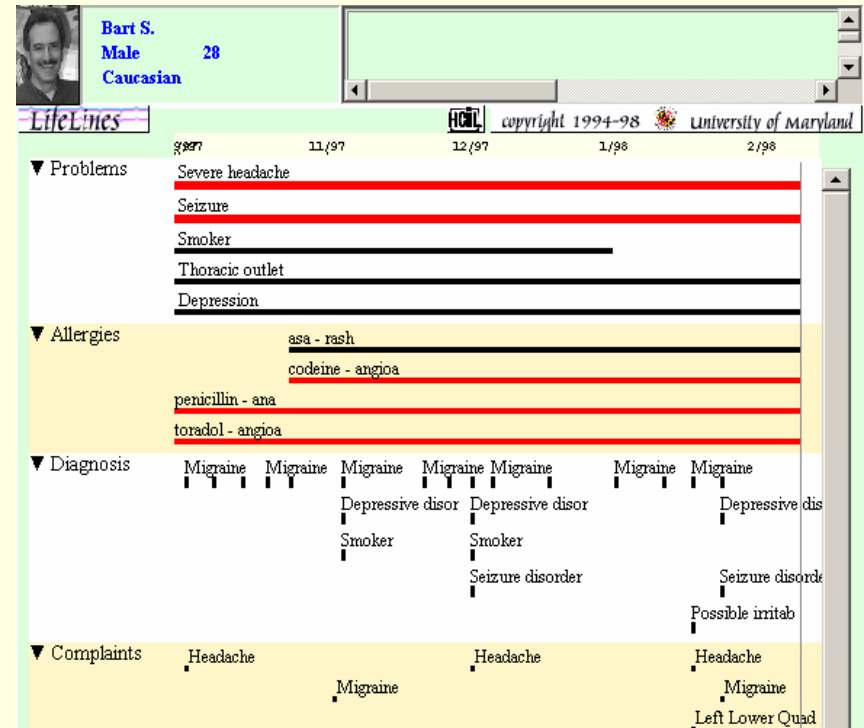 Bart S.
Male 28
Caucasian
LifeLines HCIL copyright 1994-98 University of Maryland
11/97 12/97 1/98 2/98
Problems
Severe headache
Seizure
Smoker
Thoracic outlet
Depression
Allergies
asa - rash
codeine - angioa
penicillin - ana
toradol - angioa
Diagnosis
Migraine Migraine Migraine Migraine Migraine Migraine Migraine
Depressive disor Depressive disor Depressive dis
Smoker Smoker
Seizure disorder Seizure disorde
Possible irritab
Complaints
Headache Headache Headache
Migraine Migraine
Left Lower Quad